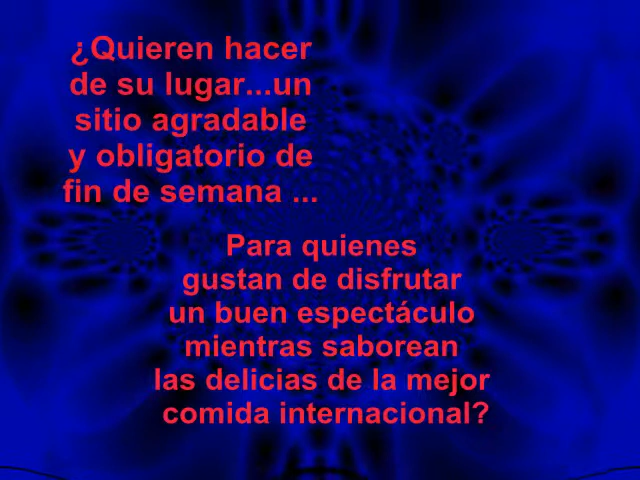 ¿Quieren hacer
de su lugar...un
sitio agradable
y obligatorio de
fin de semana ...
Para quienes
gustan de disfrutar
un buen espectáculo
mientras saborean
las delicias de la mejor
comida internacional?